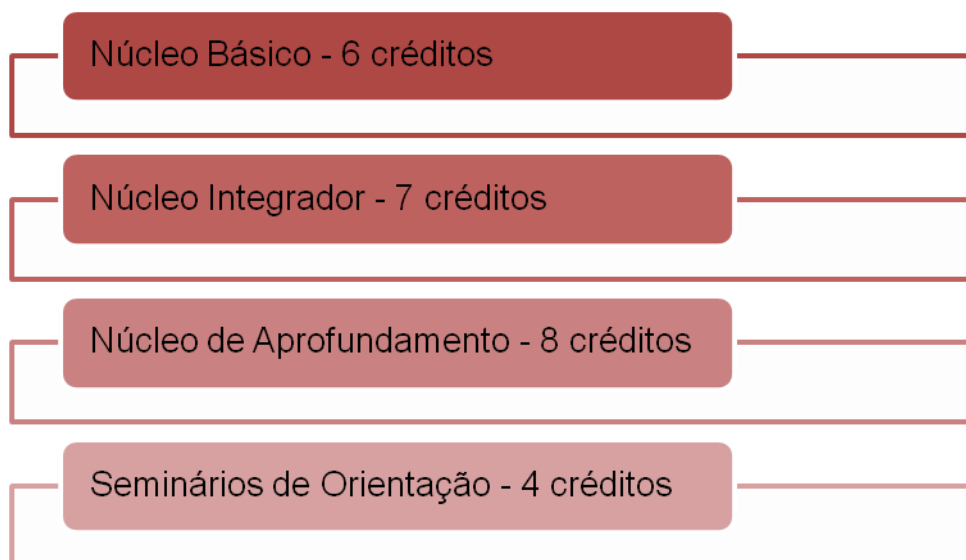 Núcleo Básico - 6 créditos
Núcleo Integrador - 7 créditos
Núcleo de Aprofundamento - 8 créditos
Seminários de Orientação - 4 créditos